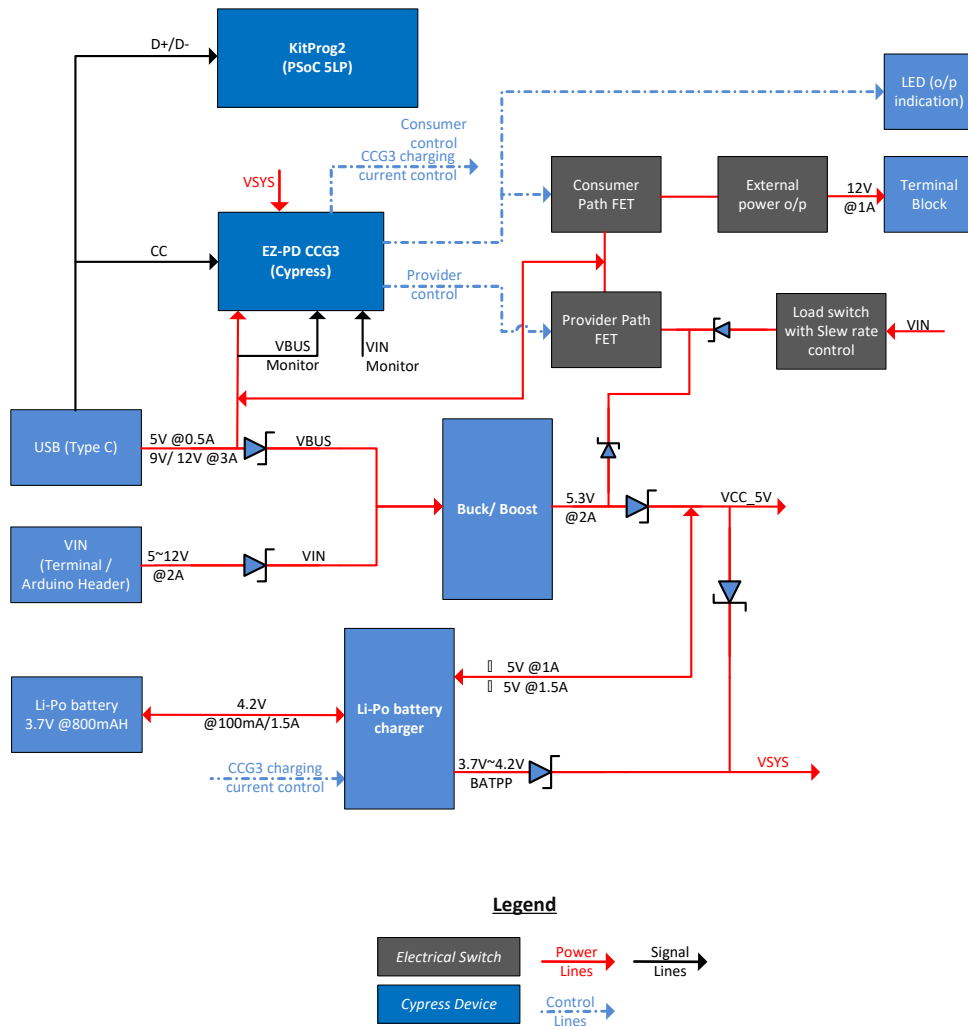 D+/D-
KitProg2
(PSoC 5LP)
LED (o/p
indication)
Consumer
control
CCG3 charging
current control
VSYS
Consumer
Path FET
External
power o/p
12V
@1A
Terminal
Block
CC
EZ-PD CCG3
(Cypress)
Provider
control
Provider Path
FET
Load switch
with Slew rate
control
VIN
VBUS
Monitor
VIN
Monitor
USB (Type C)
5V @0.5A
9V/ 12V @3A
VBUS
Buck/ Boost
5.3V
@2A
VCC_5V
VIN
(Terminal /
Arduino Header)
5~12V
@2A
VIN
5V @1A
5V @1.5A
Li-Po battery
3.7V @800mAH
4.2V
@100mA/1.5A
Li-Po battery
charger
CCG3 charging
current control
3.7V~4.2V
BATPP
VSYS
Legend
Electrical Switch
Power
Lines
Signal
Lines
Cypress Device
Control
Lines